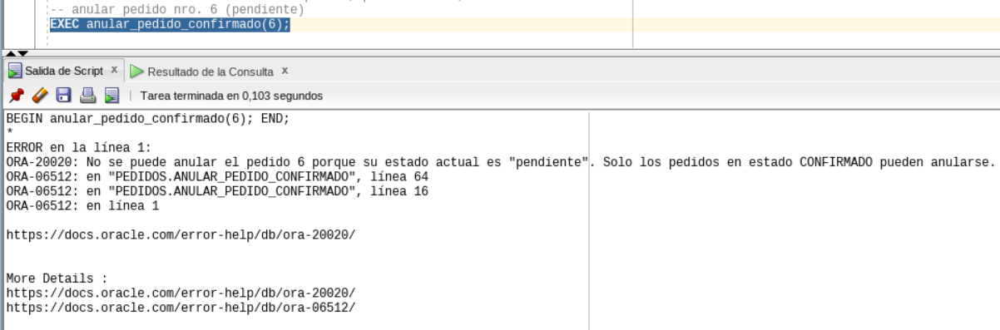 -- anular pedido nro. 6 (pendiente)
EXEC anular_pedido_confirmado(6);
Salida de Script x Resultado de la Consulta x
Tarea terminada en 0,103 segundos
BEGIN anular_pedido_confirmado(6); END;
*
ERROR en la línea 1:
ORA-20020: No se puede anular el pedido 6 porque su estado actual es "pendiente". Solo los pedidos en estado CONFIRMADO pueden anularse.
ORA-06512: en "PEDIDOS.ANULAR_PEDIDO_CONFIRMADO", línea 64
ORA-06512: en "PEDIDOS.ANULAR_PEDIDO_CONFIRMADO", línea 16
ORA-06512: en línea 1
https://docs.oracle.com/error-help/db/ora-20020/
More Details :
https://docs.oracle.com/error-help/db/ora-20020/
https://docs.oracle.com/error-help/db/ora-06512/